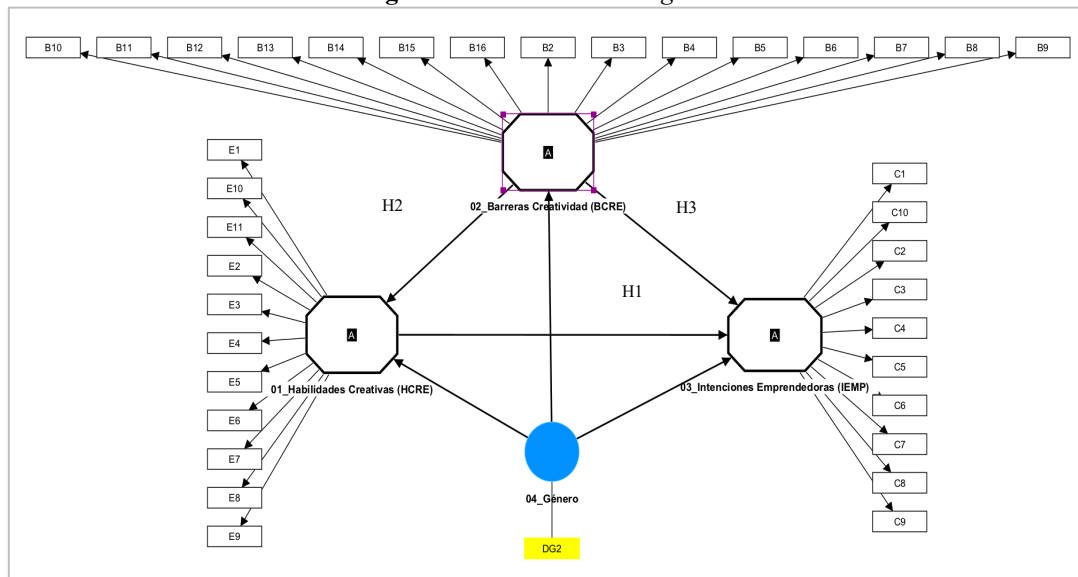 B10 B11 B12 B13 B14 B15 B16 B2 B3 B4 B5 B6 B7 B8 B9
A
02_Barreras Creatividad (BCRE)
H2
H3
E1
E10
E11
E2
E3
E4
E5
E6
E7
E8
E9
A
01_Habilidades Creativas (HCRE)
H1
A
03_Intenciones Emprendedoras (IEMP)
C1
C10
C2
C3
C4
C5
C6
C7
C8
C9
04_Género
DG2